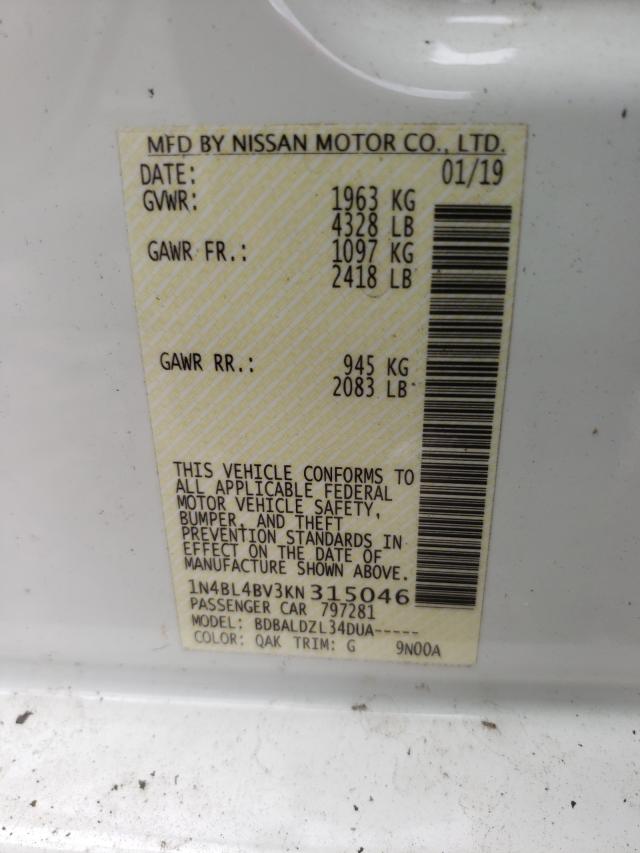 MFD BY NISSAN MOTOR CO., LTD.
DATE: 01/19
GVWR: 1963 KG
4328 LB
GAWR FR.: 1097 KG
2418 LB
GAWR RR.: 945 KG
2083 LB
THIS VEHICLE CONFORMS TO
ALL APPLICABLE FEDERAL
MOTOR VEHICLE SAFETY,
BUMPER, AND THEFT
PREVENTION STANDARDS IN
EFFECT ON THE DATE OF
MANUFACTURE SHOWN ABOVE.
1N4BL4BV3KN315046
PASSENGER CAR 797281
MODEL: BDBALDZL34DUA-----
COLOR: QAK TRIM: G 9N00A